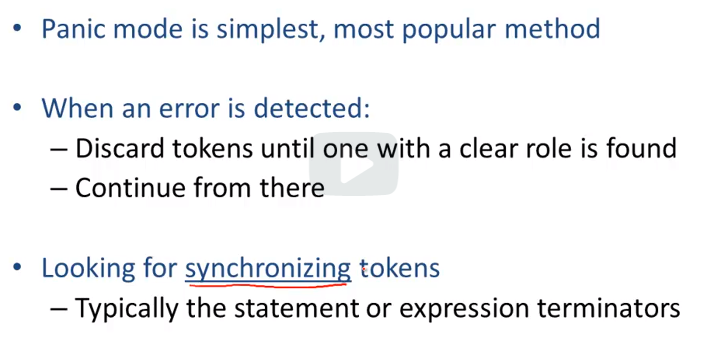 • Panic mode is simplest, most popular method
• When an error is detected:
– Discard tokens until one with a clear role is found
– Continue from there
• Looking for synchronizing tokens
– Typically the statement or expression terminators